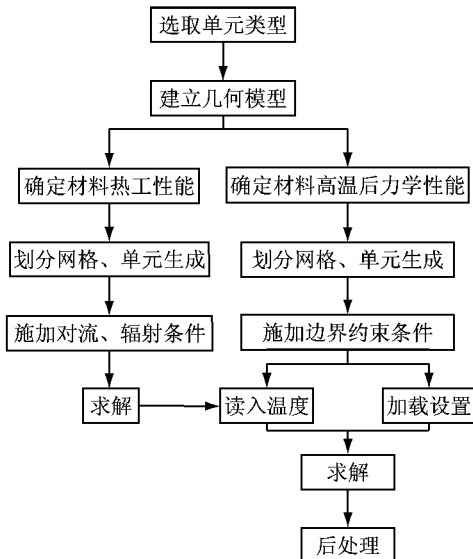 选取单元类型
建立几何模型
确定材料热工性能
确定材料高温后力学性能
划分网格、单元生成
划分网格、单元生成
施加对流、辐射条件
施加边界约束条件
求解
读入温度
加载设置
求解
后处理